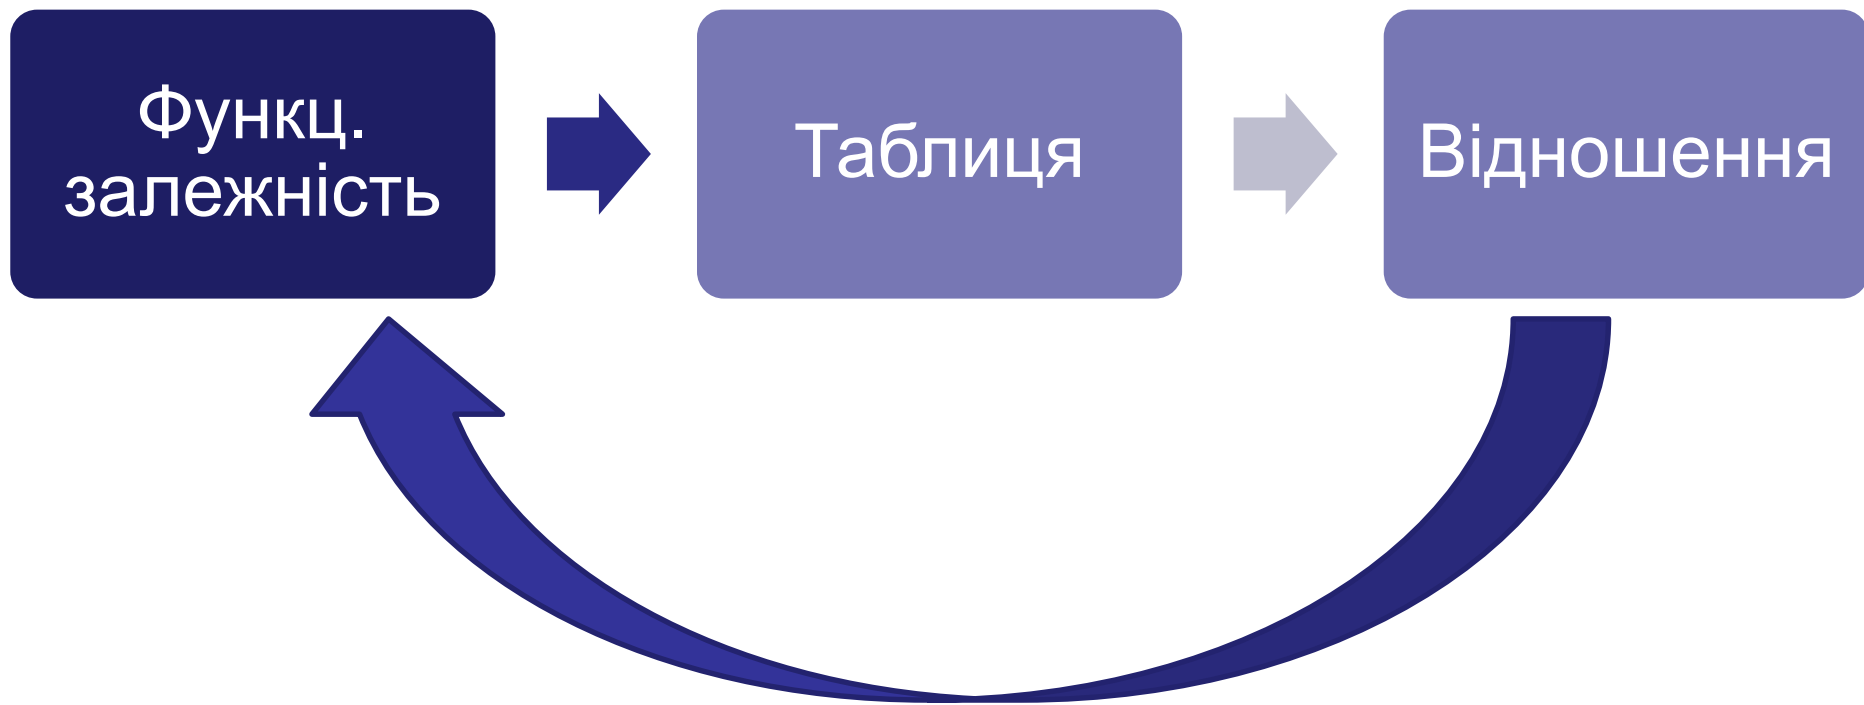 Функц.
залежність
Таблиця
Відношення